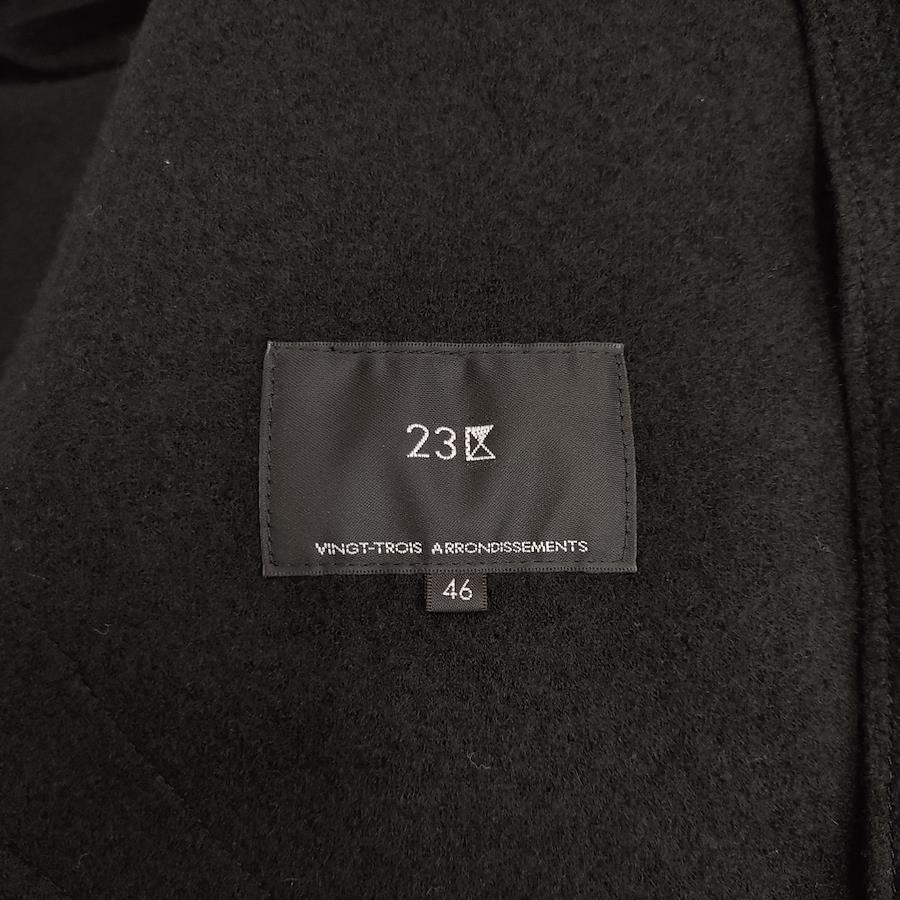 23区
VINGT-TROIS ARRONDISSEMENTS
46